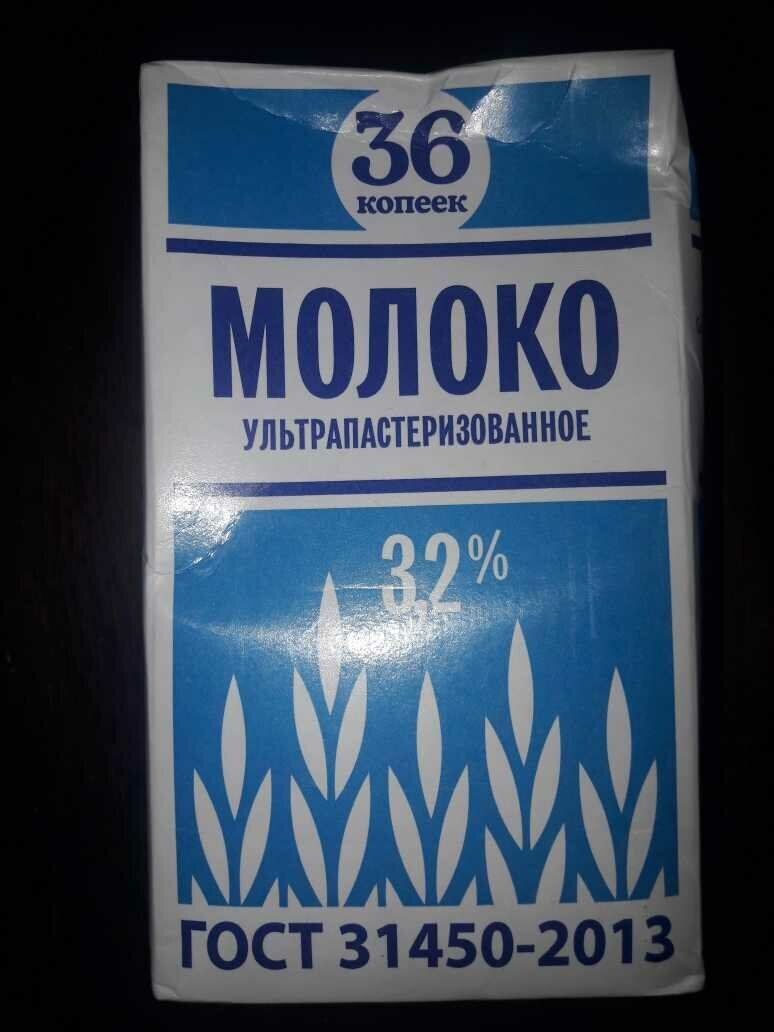 36
копеек
МОЛОКО
УЛЬТРАПАСТЕРИЗОВАННОЕ
3,2%
ГОСТ 31450-2013